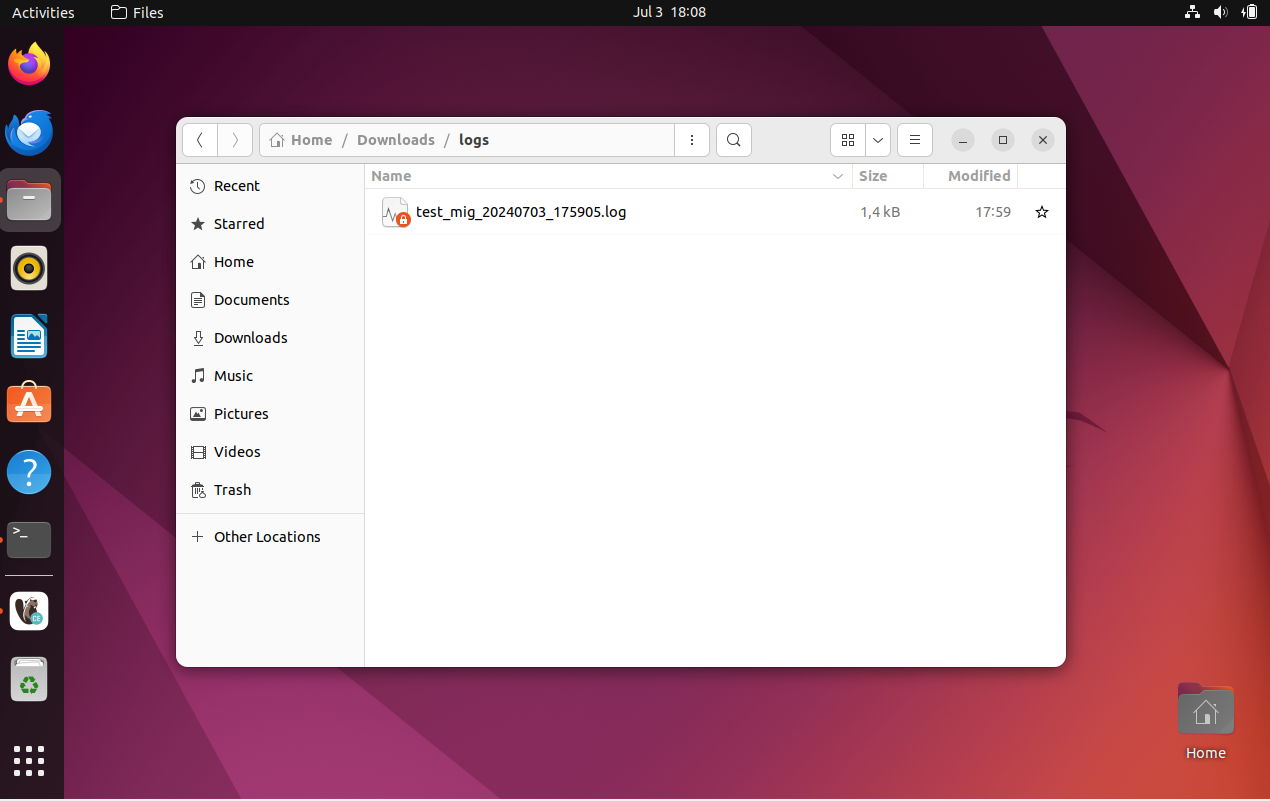 Activities Files Jul 3 18:08
Home / Downloads / logs
Name Size Modified
Recent
test_mig_20240703_175905.log 1,4 kB 17:59
Starred
Home
Documents
Downloads
Music
Pictures
Videos
Trash
+ Other Locations
?
>_
CE
Home